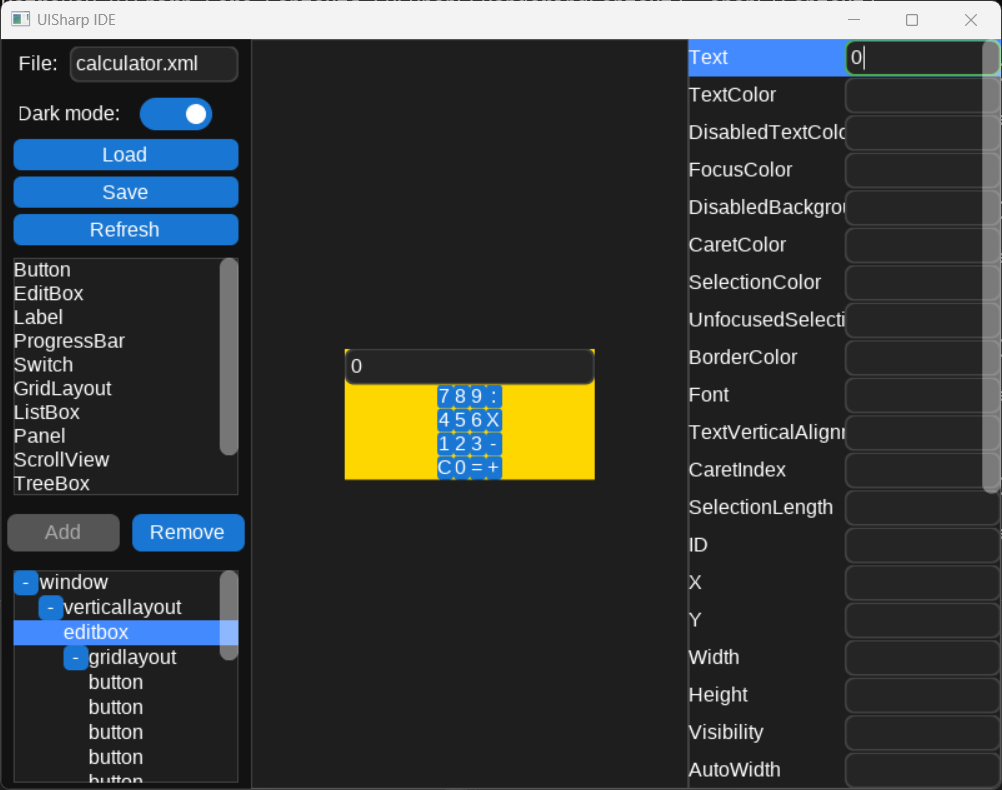 UISharp IDE
File: calculator.xml
Dark mode:
Load
Save
Refresh
Button
EditBox
Label
ProgressBar
Switch
GridLayout
ListBox
Panel
ScrollView
TreeBox
Add Remove
- window
- verticallayout
editbox
- gridlayout
button
button
button
button
button
0
7 8 9 :
4 5 6 X
1 2 3 -
C 0 = +
Text 0
TextColor
DisabledTextColo
FocusColor
DisabledBackgrou
CaretColor
SelectionColor
UnfocusedSelecti
BorderColor
Font
TextVerticalAlignm
CaretIndex
SelectionLength
ID
X
Y
Width
Height
Visibility
AutoWidth